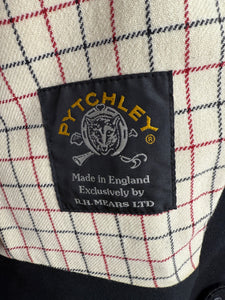 PYTCHLEY®
Made in England
Exclusively by
R.H. MEARS LTD